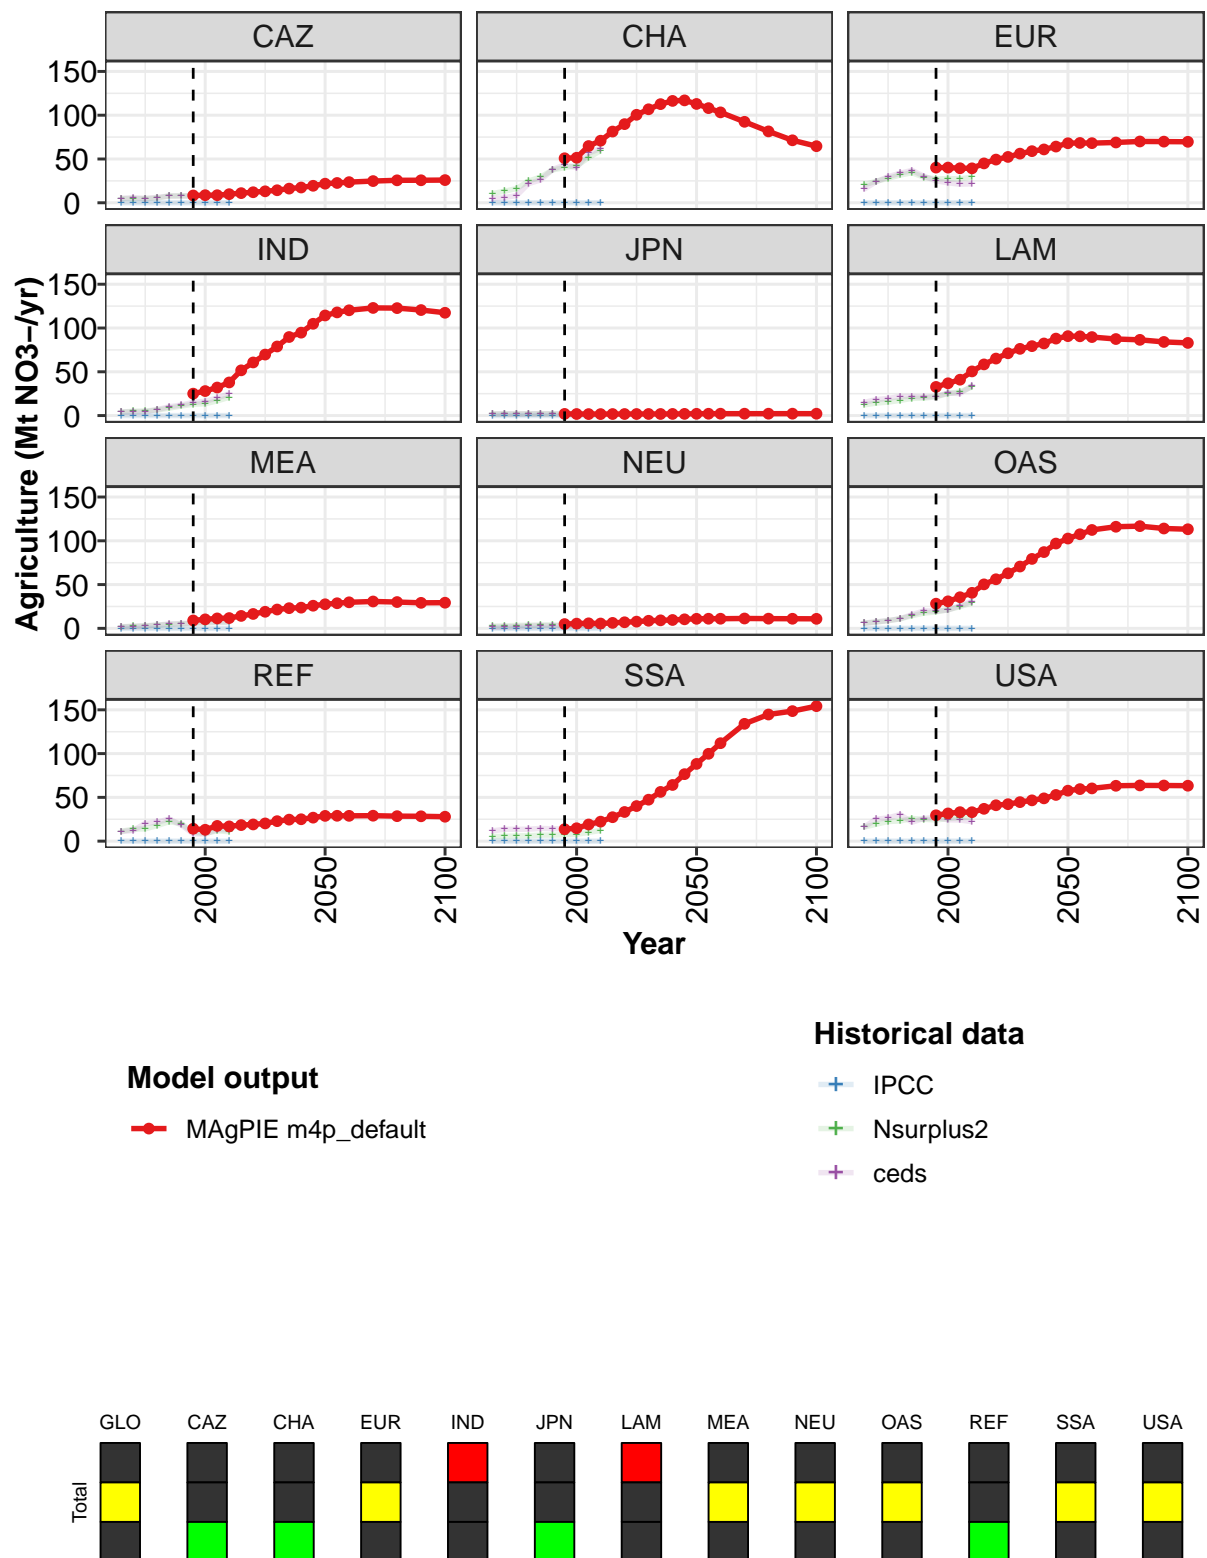 CAZ CHA EUR
150
100
50
0
IND JPN LAM
150
100
50
0
MEA NEU OAS
150
100
50
0
REF SSA USA
150
100
50
0
Agriculture (Mt NO3−/yr)
2000 2050 2100 2000 2050 2100 2000 2050 2100
Year
Model output
MAgPIE m4p_default
Historical data
IPCC
Nsurplus2
ceds
GLO CAZ CHA EUR IND JPN LAM MEA NEU OAS REF SSA USA
Total